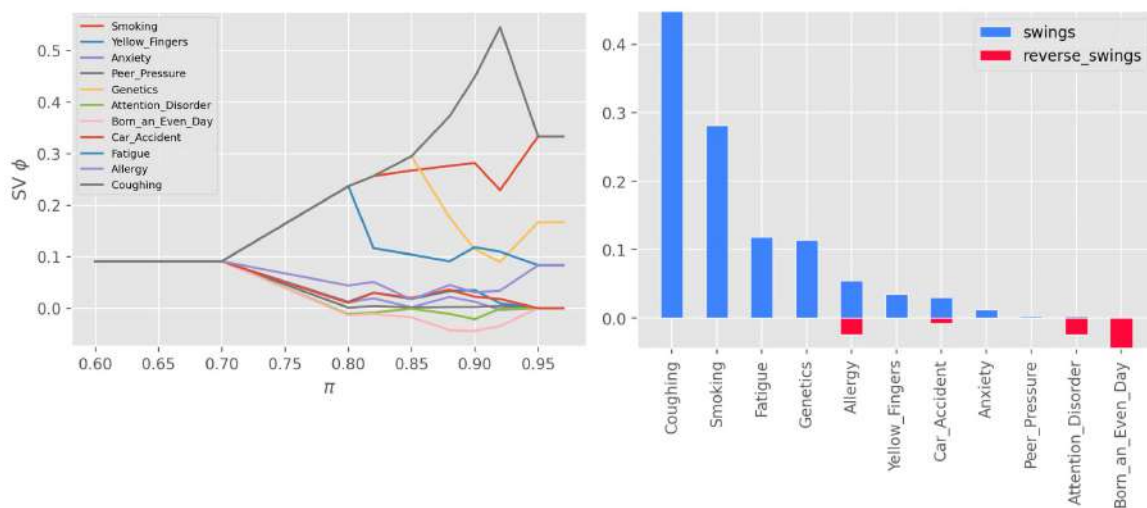 Smoking
Yellow_Fingers
Anxiety
Peer_Pressure
Genetics
Attention_Disorder
Born_an_Even_Day
Car_Accident
Fatigue
Allergy
Coughing
0.5
0.4
0.3
0.2
0.1
0.0
SV ϕ
0.60 0.65 0.70 0.75 0.80 0.85 0.90 0.95
π
swings
reverse_swings
0.4
0.3
0.2
0.1
0.0
Coughing
Smoking
Fatigue
Genetics
Allergy
Yellow_Fingers
Car_Accident
Anxiety
Peer_Pressure
Attention_Disorder
Born_an_Even_Day